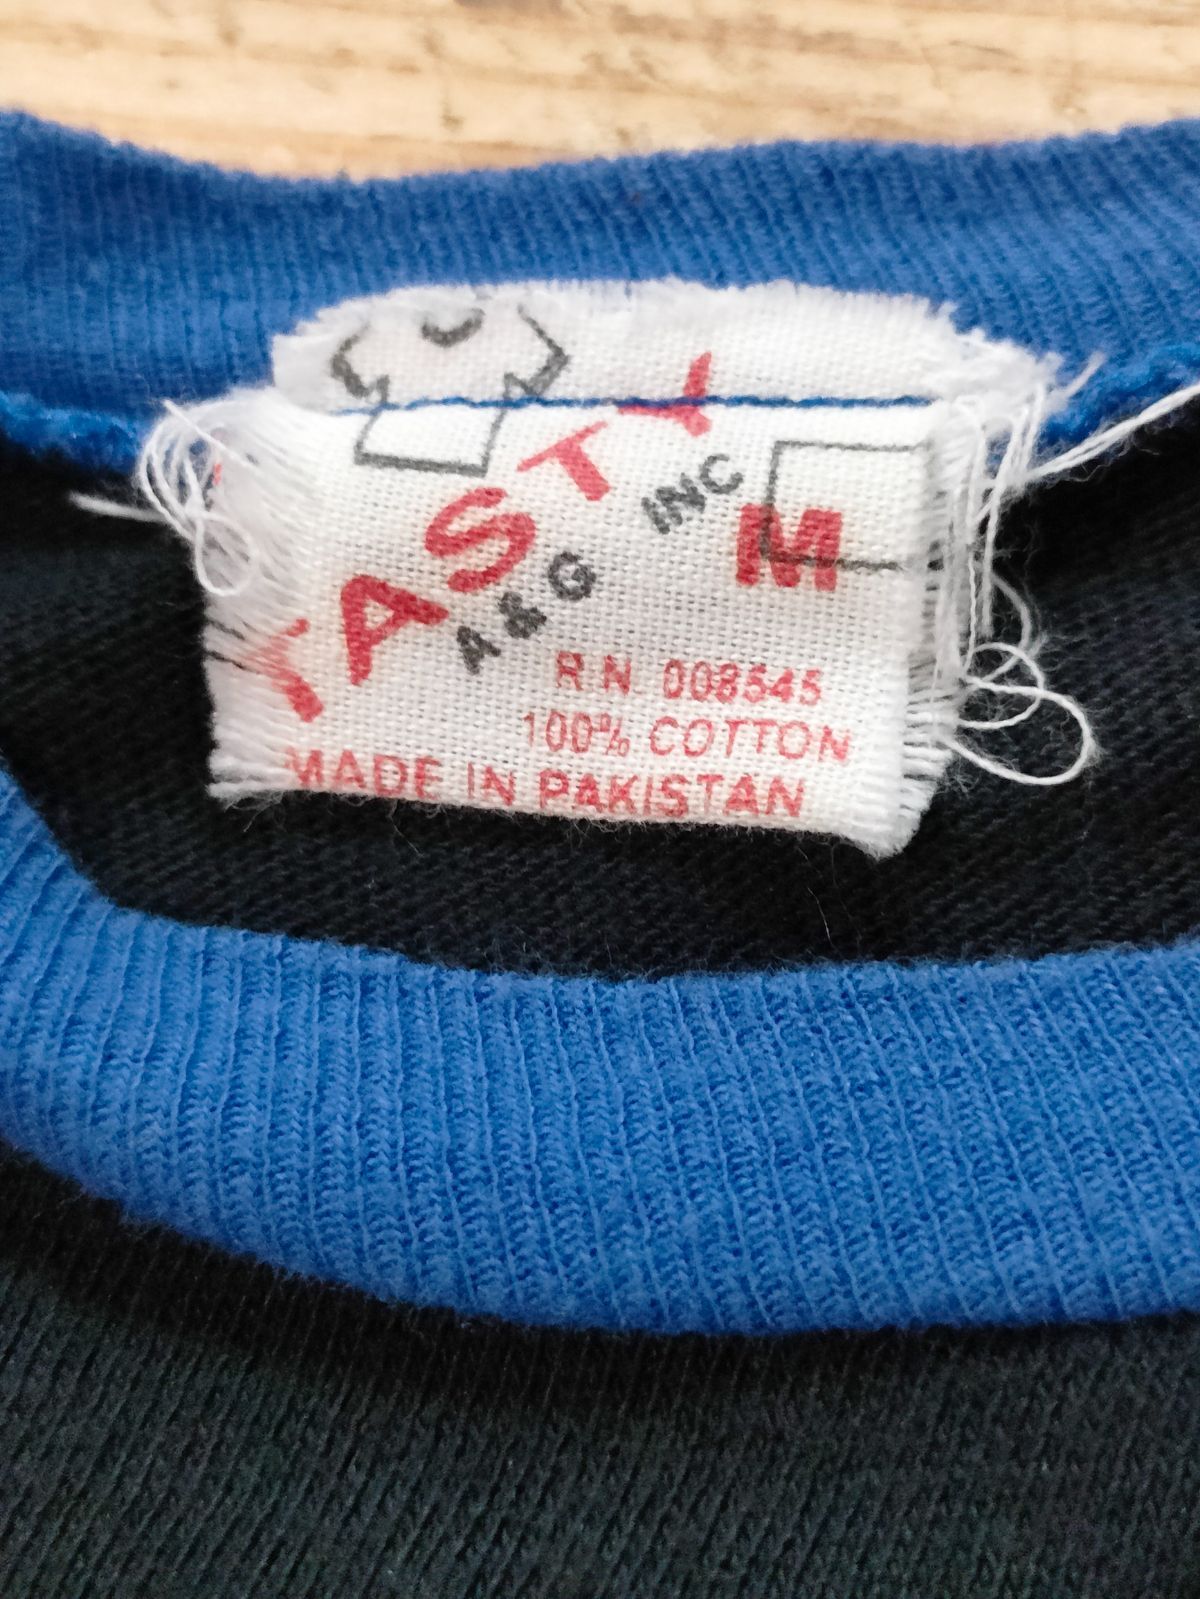 TASTY
A & G INC
M
R.N. 008545
100% COTTON
MADE IN PAKISTAN